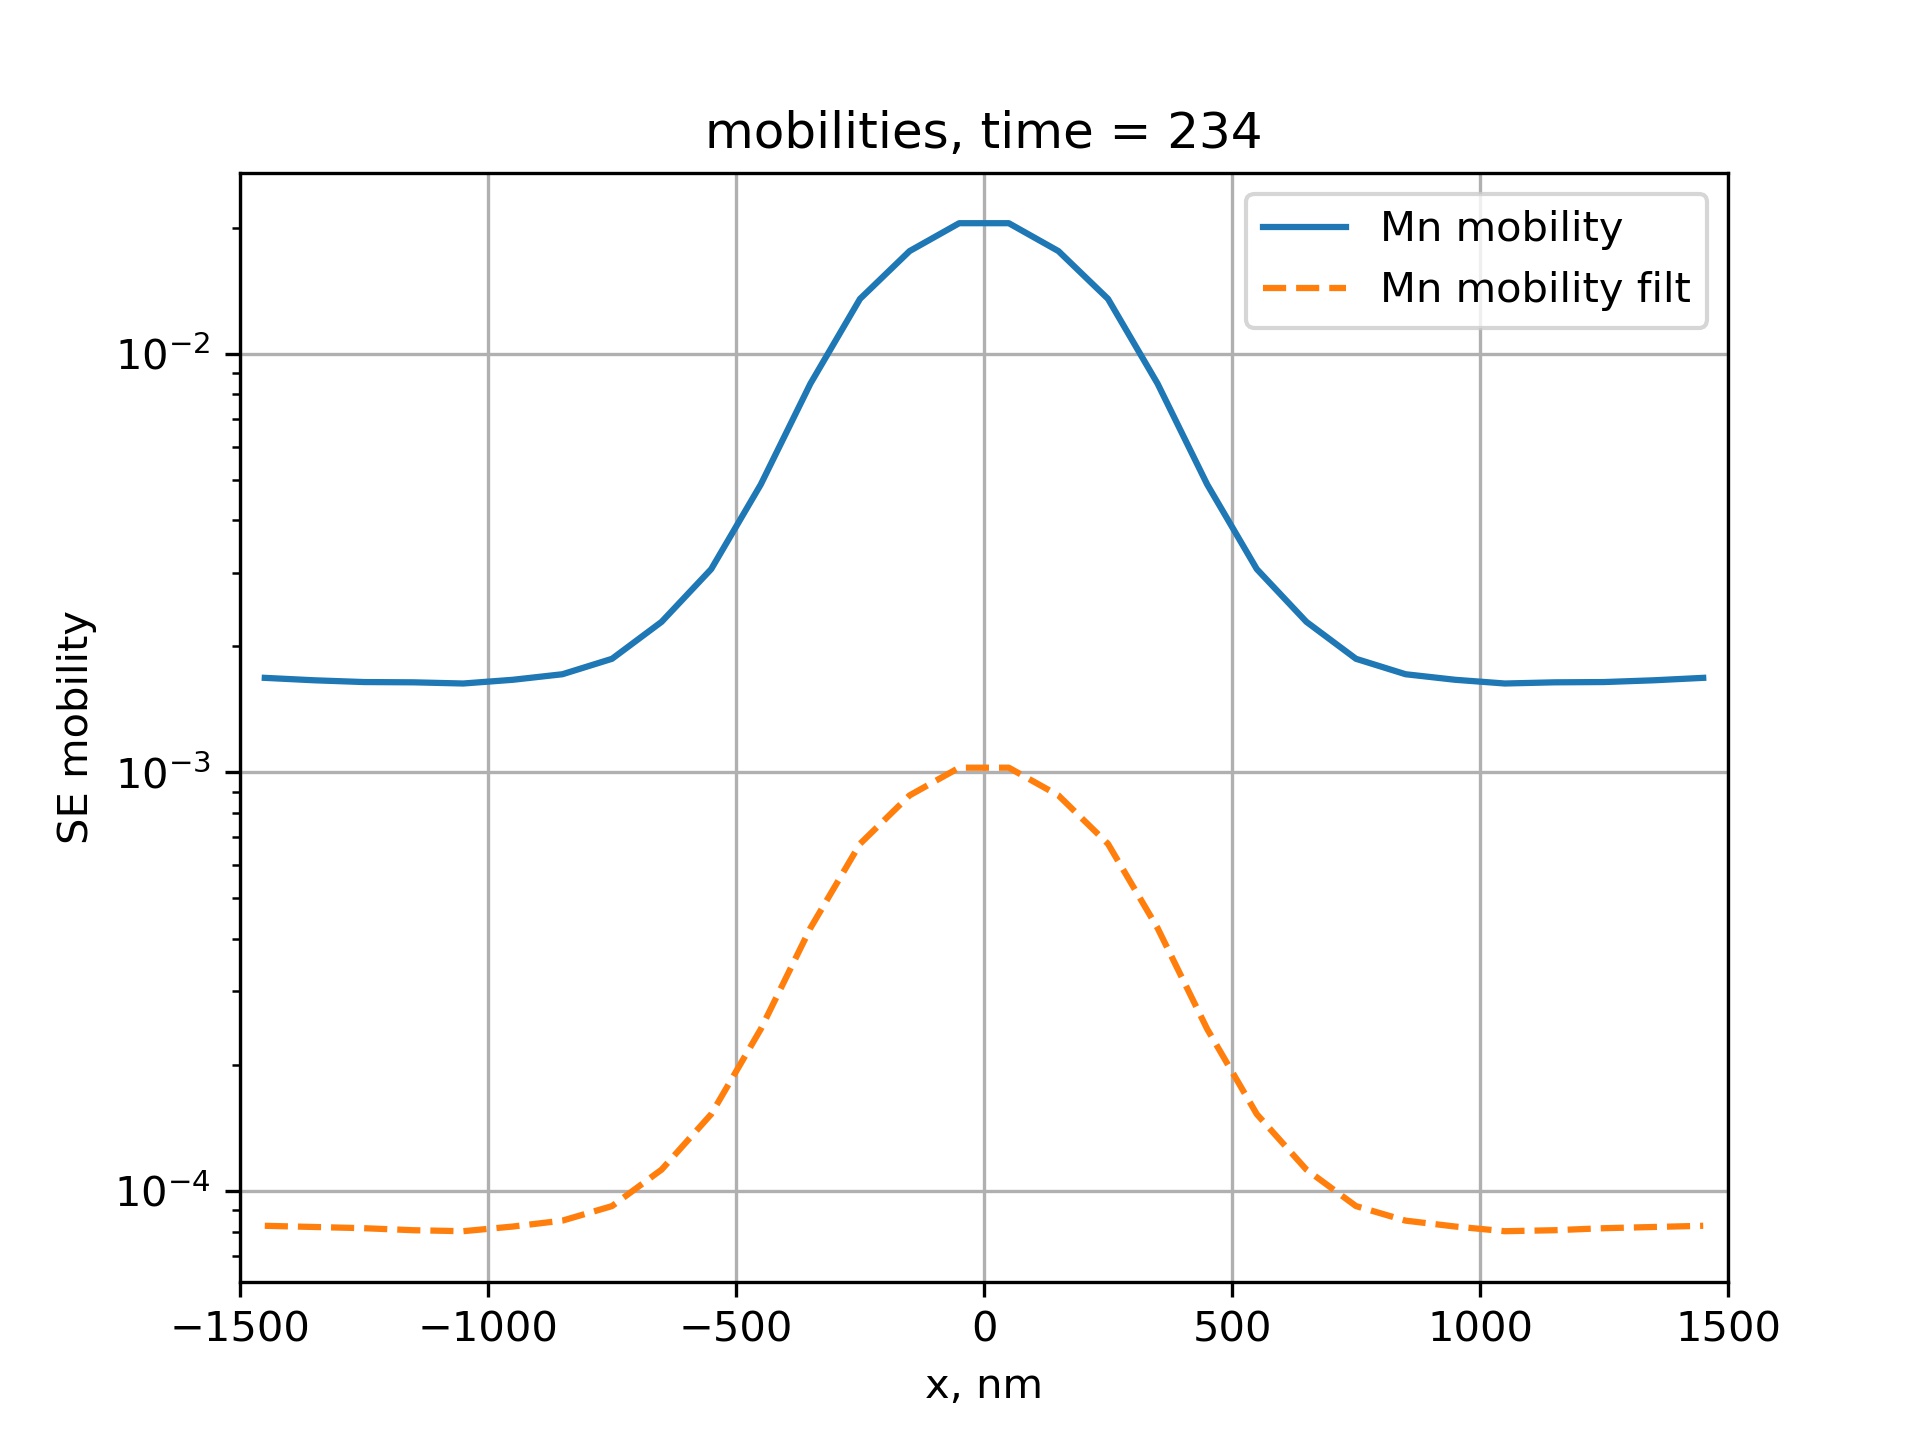 mobilities, time = 234
Mn mobility
Mn mobility filt
SE mobility
10⁻²
10⁻³
10⁻⁴
−1500 −1000 −500 0 500 1000 1500
x, nm